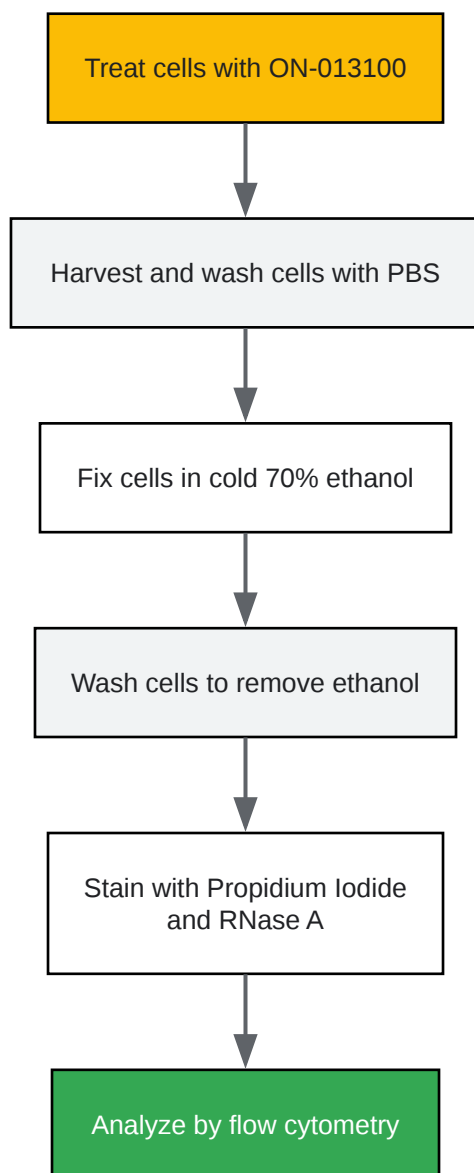 Treat cells with ON-013100
Harvest and wash cells with PBS
Fix cells in cold 70% ethanol
Wash cells to remove ethanol
Stain with Propidium Iodide
and RNase A
Analyze by flow cytometry